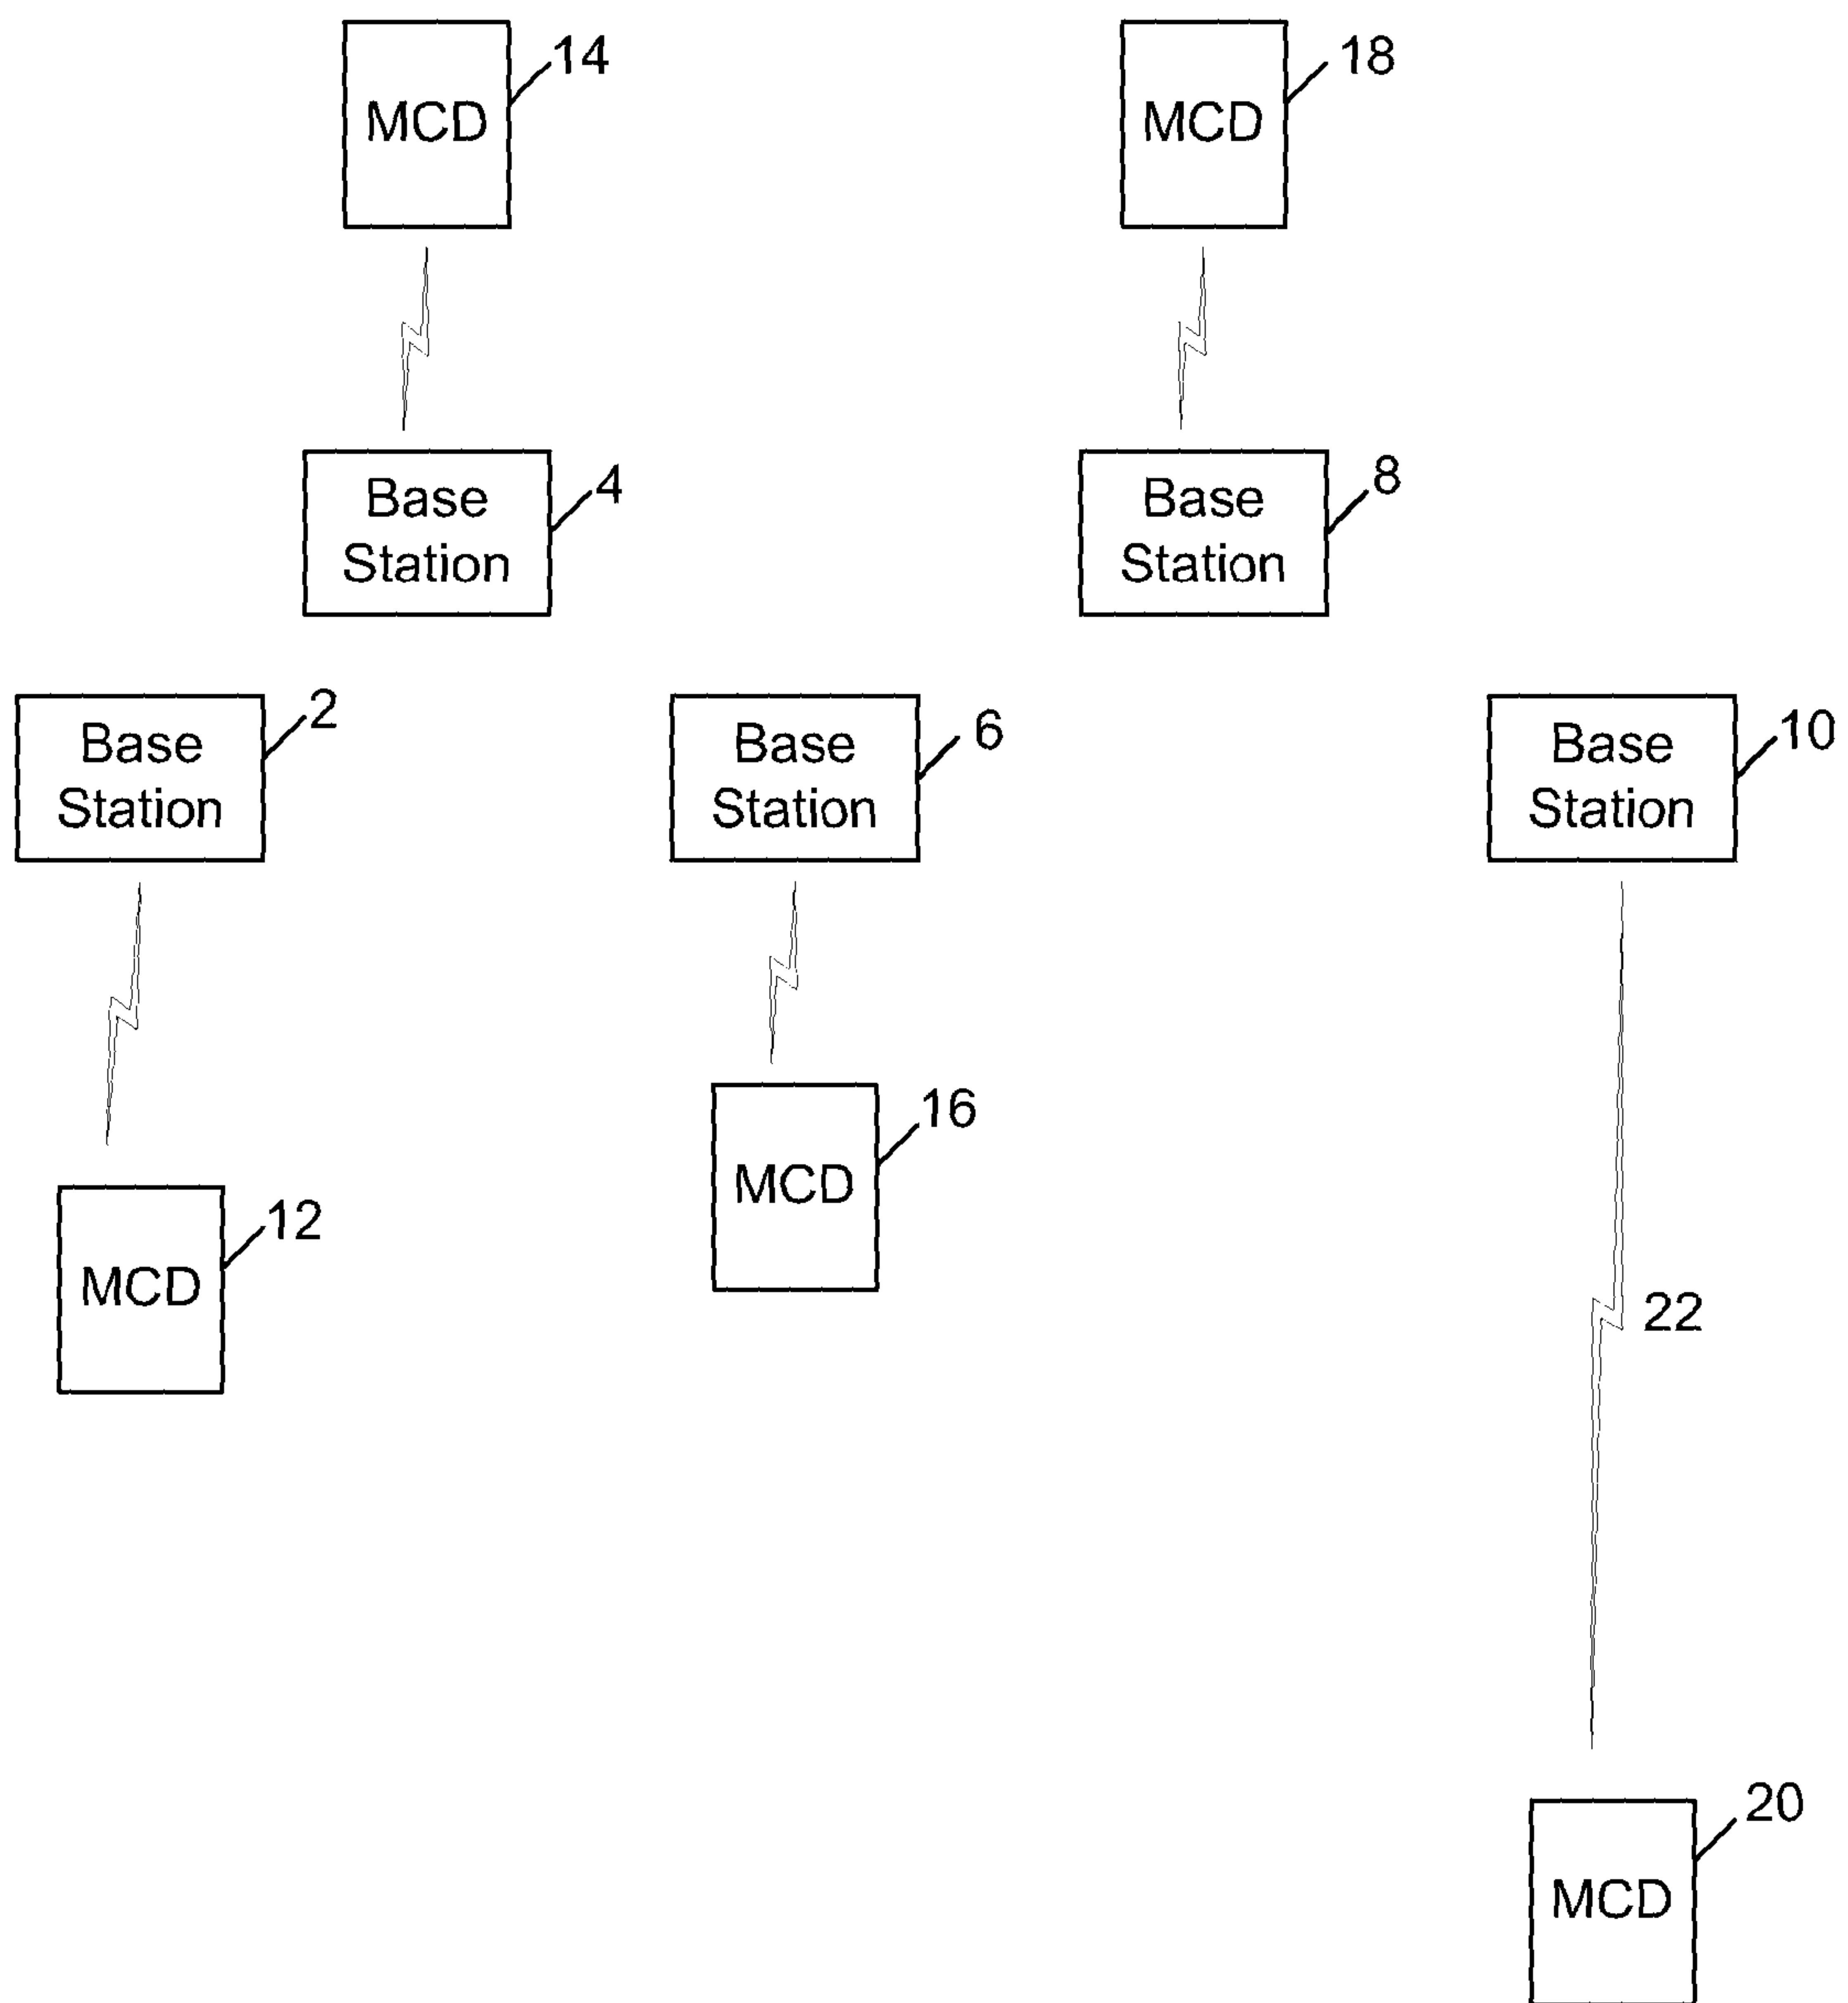 14
MCD
18
MCD
Base
Station
4
Base
Station
8
Base
Station
2
Base
Station
6
Base
Station
10
MCD
16
MCD
12
22
MCD
20